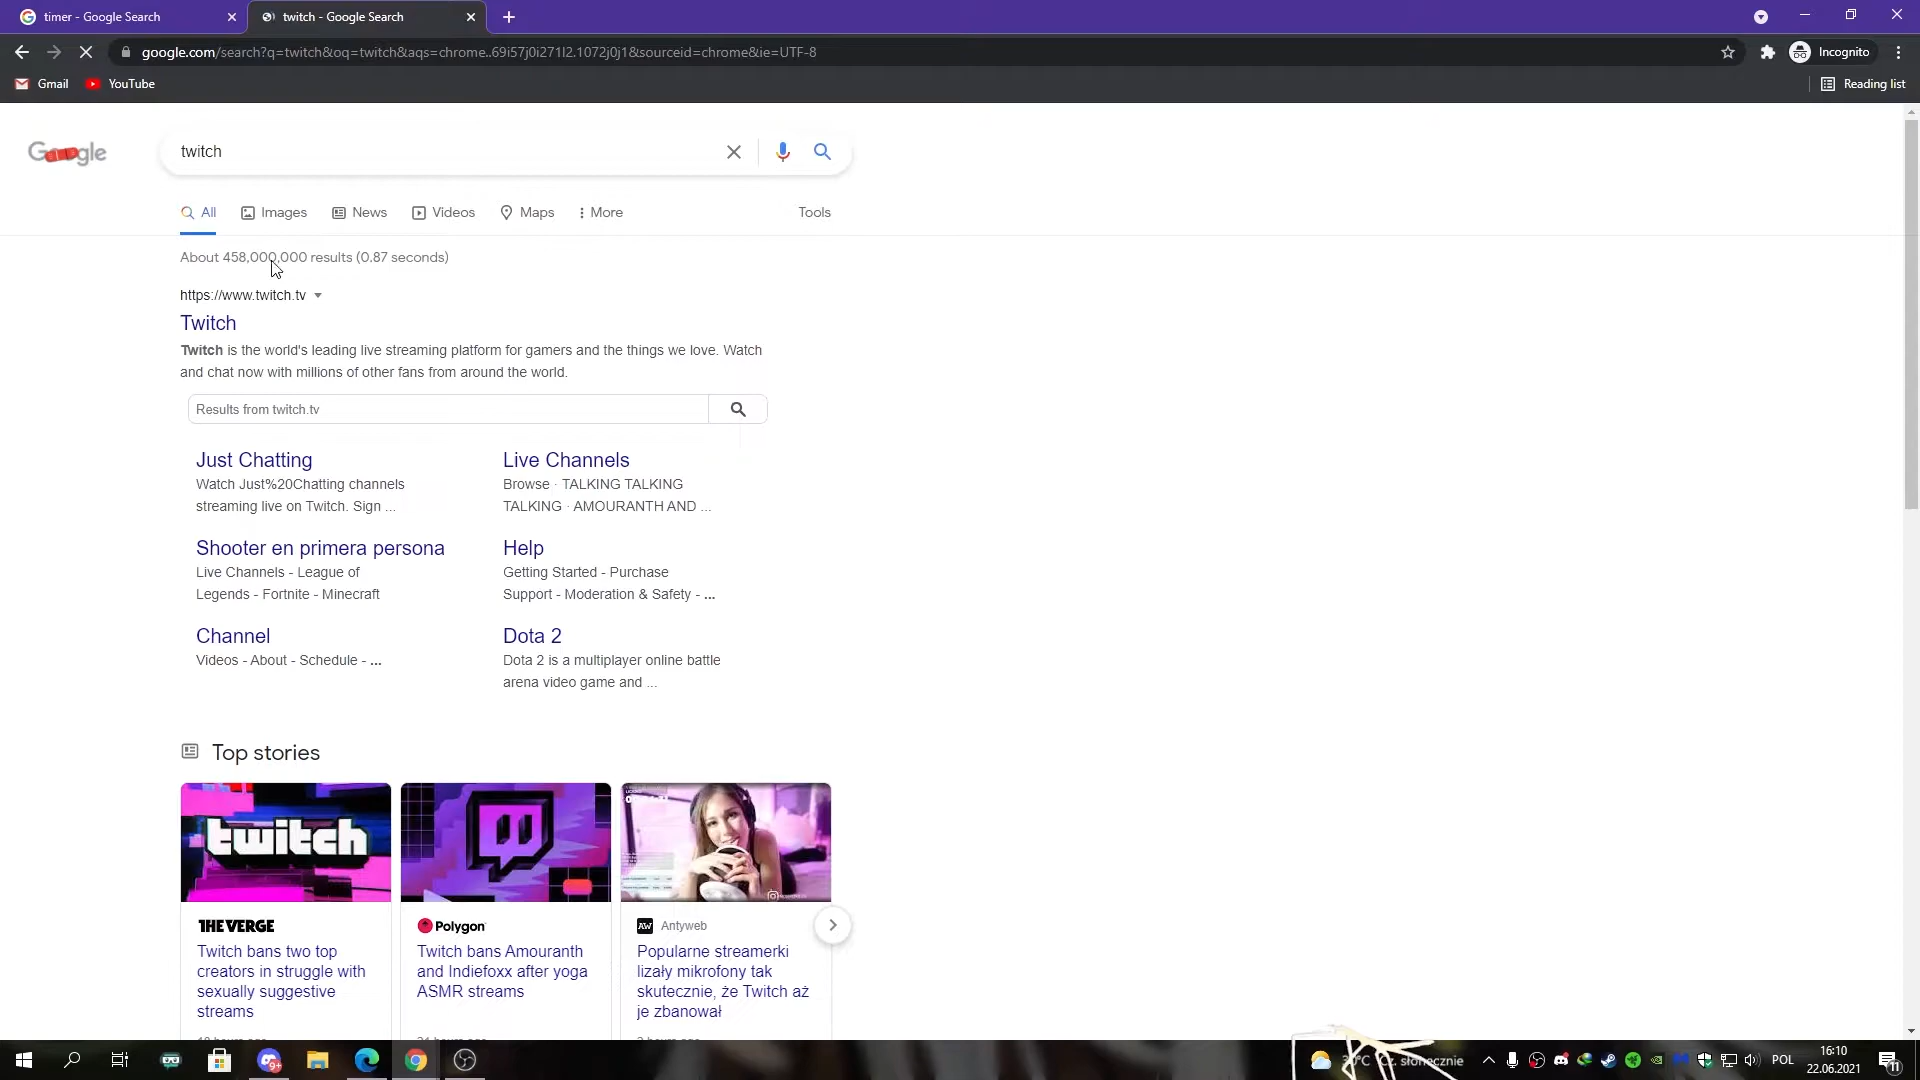 timer - Google Search
twitch - Google Search
google.com/search?q=twitch&oq=twitch&aqs=chrome..69i57j0i271l2.1072j0j1&sourceid=chrome&ie=UTF-8
Incognito
Gmail
YouTube
Reading list
Google
twitch
All
Images
News
Videos
Maps
More
Tools
About 458,000,000 results (0.87 seconds)
https://www.twitch.tv
Twitch
Twitch is the world's leading live streaming platform for gamers and the things we love. Watch
and chat now with millions of other fans from around the world.
Results from twitch.tv
Just Chatting
Watch Just%20Chatting channels
streaming live on Twitch. Sign ...
Live Channels
Browse · TALKING TALKING
TALKING · AMOURANTH AND ...
Shooter en primera persona
Live Channels - League of
Legends - Fortnite - Minecraft
Help
Getting Started - Purchase
Support - Moderation & Safety - ...
Channel
Videos - About - Schedule - ...
Dota 2
Dota 2 is a multiplayer online battle
arena video game and ...
Top stories
twitch
THE VERGE
Twitch bans two top
creators in struggle with
sexually suggestive
streams
Polygon
Twitch bans Amouranth
and Indiefoxx after yoga
ASMR streams
AW Antyweb
Popularne streamerki
lizały mikrofony tak
skutecznie, że Twitch aż
je zbanował
Cz. słonecznie
POL
16:10
22.06.2021